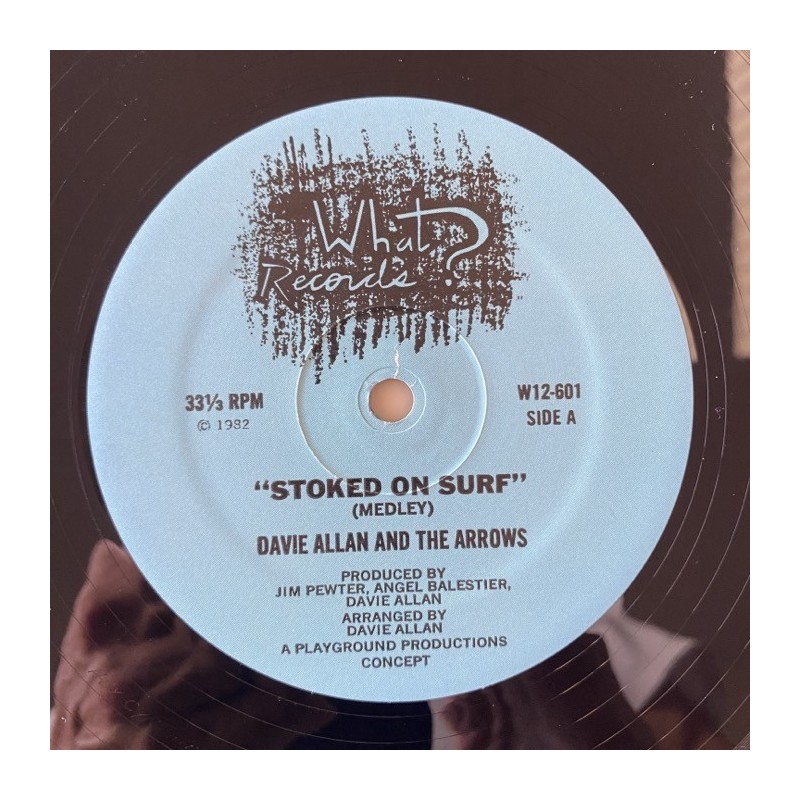 What?
Records
33⅓ RPM
© 1982
W12-601
SIDE A
"STOKED ON SURF"
(MEDLEY)
DAVIE ALLAN AND THE ARROWS
PRODUCED BY
JIM PEWTER, ANGEL BALESTIER,
DAVIE ALLAN
ARRANGED BY
DAVIE ALLAN
A PLAYGROUND PRODUCTIONS
CONCEPT